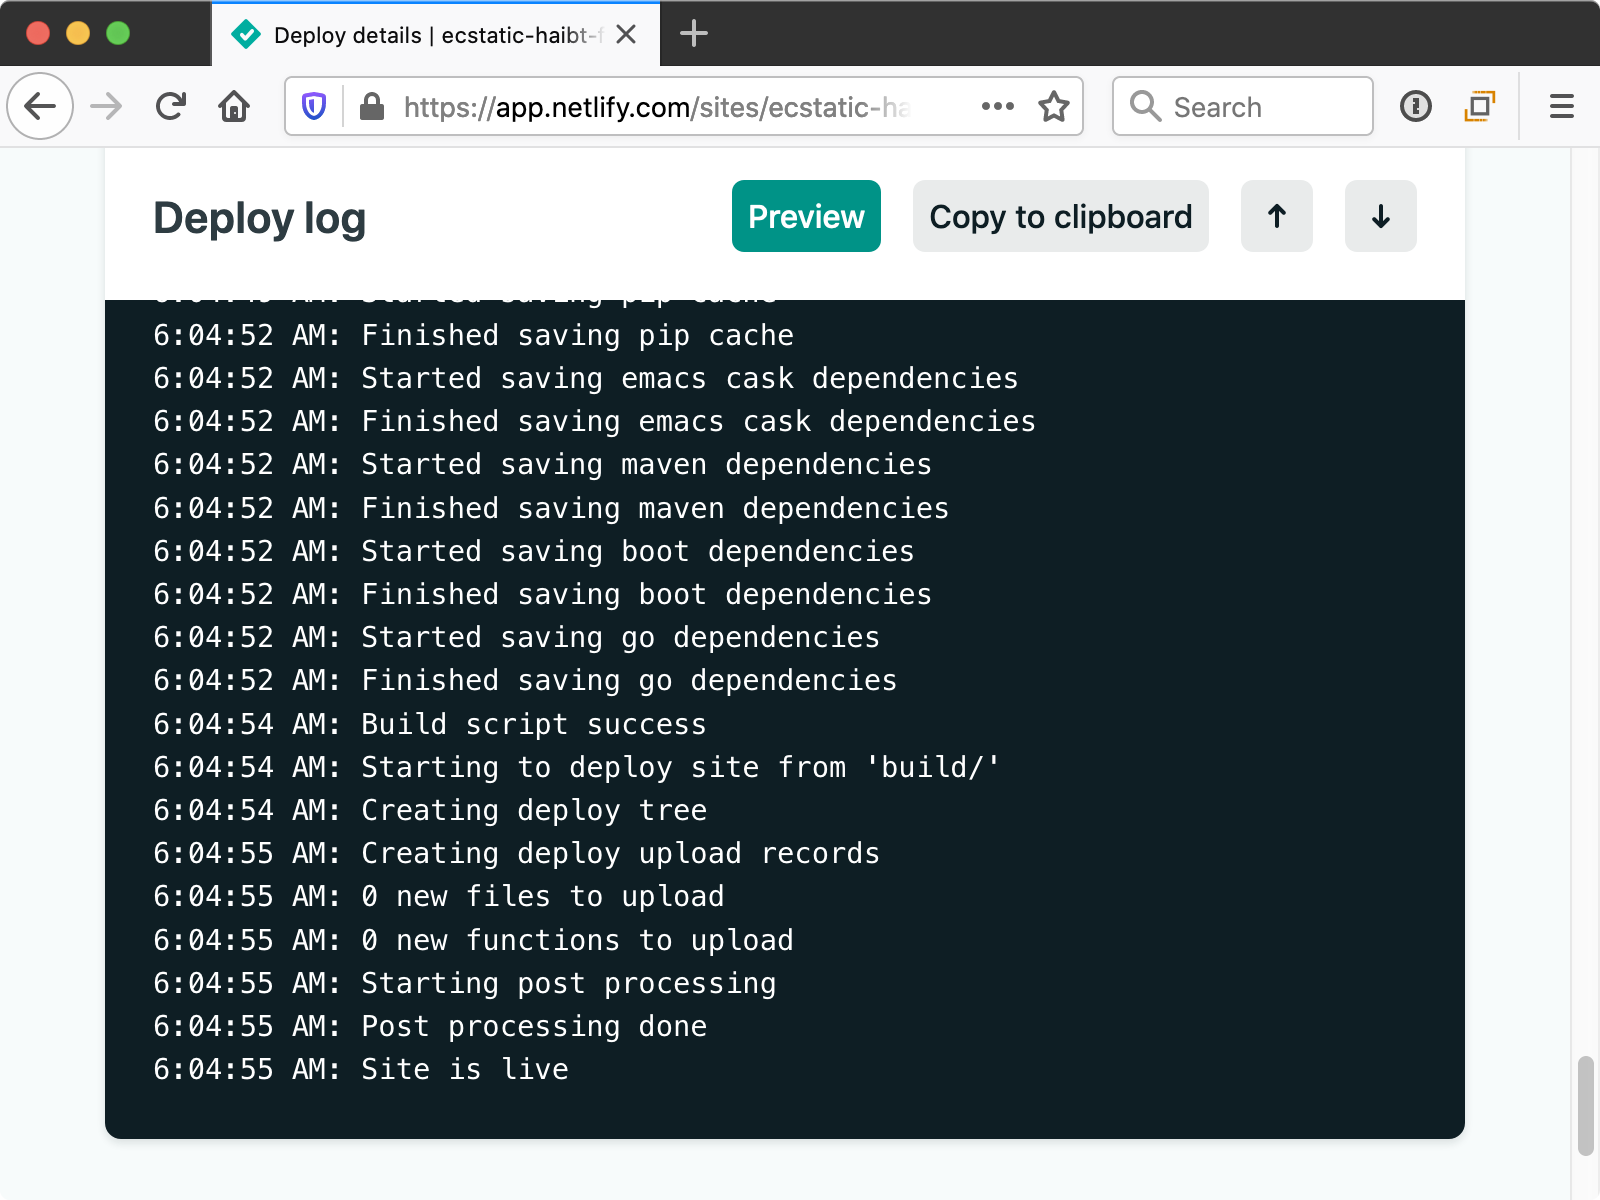 Deploy details | ecstatic-haibt-f
https://app.netlify.com/sites/ecstatic-ha
Search
Deploy log
Preview
Copy to clipboard
6:04:52 AM: Finished saving pip cache
6:04:52 AM: Started saving emacs cask dependencies
6:04:52 AM: Finished saving emacs cask dependencies
6:04:52 AM: Started saving maven dependencies
6:04:52 AM: Finished saving maven dependencies
6:04:52 AM: Started saving boot dependencies
6:04:52 AM: Finished saving boot dependencies
6:04:52 AM: Started saving go dependencies
6:04:52 AM: Finished saving go dependencies
6:04:54 AM: Build script success
6:04:54 AM: Starting to deploy site from 'build/'
6:04:54 AM: Creating deploy tree
6:04:55 AM: Creating deploy upload records
6:04:55 AM: 0 new files to upload
6:04:55 AM: 0 new functions to upload
6:04:55 AM: Starting post processing
6:04:55 AM: Post processing done
6:04:55 AM: Site is live